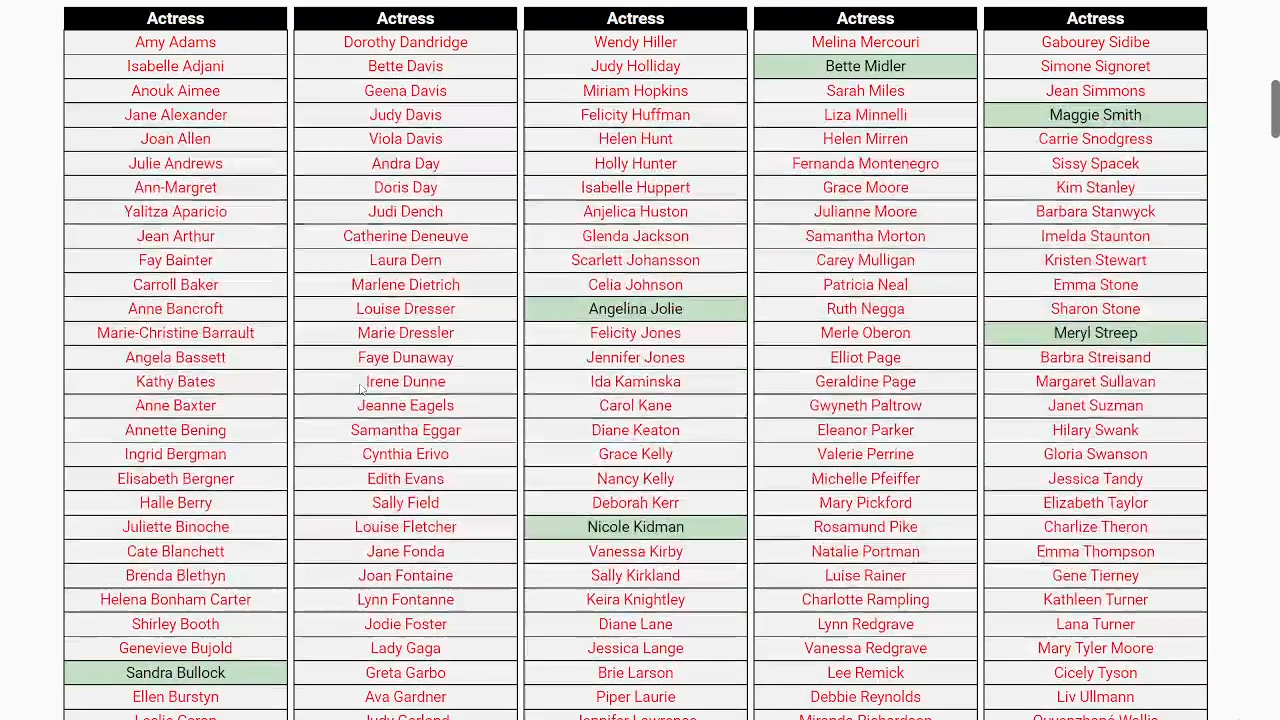 Actress Actress Actress Actress Actress
Amy Adams Dorothy Dandridge Wendy Hiller Melina Mercouri Gabourey Sidibe
Isabelle Adjani Bette Davis Judy Holliday Bette Midler Simone Signoret
Anouk Aimee Geena Davis Miriam Hopkins Sarah Miles Jean Simmons
Jane Alexander Judy Davis Felicity Huffman Liza Minnelli Maggie Smith
Joan Allen Viola Davis Helen Hunt Helen Mirren Carrie Snodgress
Julie Andrews Andra Day Holly Hunter Fernanda Montenegro Sissy Spacek
Ann-Margret Doris Day Isabelle Huppert Grace Moore Kim Stanley
Yalitza Aparicio Judi Dench Anjelica Huston Julianne Moore Barbara Stanwyck
Jean Arthur Catherine Deneuve Glenda Jackson Samantha Morton Imelda Staunton
Fay Bainter Laura Dern Scarlett Johansson Carey Mulligan Kristen Stewart
Carroll Baker Marlene Dietrich Celia Johnson Patricia Neal Emma Stone
Anne Bancroft Louise Dresser Angelina Jolie Ruth Negga Sharon Stone
Marie-Christine Barrault Marie Dressler Felicity Jones Merle Oberon Meryl Streep
Angela Bassett Faye Dunaway Jennifer Jones Elliot Page Barbra Streisand
Kathy Bates Irene Dunne Ida Kaminska Geraldine Page Margaret Sullavan
Anne Baxter Jeanne Eagels Carol Kane Gwyneth Paltrow Janet Suzman
Annette Bening Samantha Eggar Diane Keaton Eleanor Parker Hilary Swank
Ingrid Bergman Cynthia Erivo Grace Kelly Valerie Perrine Gloria Swanson
Elisabeth Bergner Edith Evans Nancy Kelly Michelle Pfeiffer Jessica Tandy
Halle Berry Sally Field Deborah Kerr Mary Pickford Elizabeth Taylor
Juliette Binoche Louise Fletcher Nicole Kidman Rosamund Pike Charlize Theron
Cate Blanchett Jane Fonda Vanessa Kirby Natalie Portman Emma Thompson
Brenda Blethyn Joan Fontaine Sally Kirkland Luise Rainer Gene Tierney
Helena Bonham Carter Lynn Fontanne Keira Knightley Charlotte Rampling Kathleen Turner
Shirley Booth Jodie Foster Diane Lane Lynn Redgrave Lana Turner
Genevieve Bujold Lady Gaga Jessica Lange Vanessa Redgrave Mary Tyler Moore
Sandra Bullock Greta Garbo Brie Larson Lee Remick Cicely Tyson
Ellen Burstyn Ava Gardner Piper Laurie Debbie Reynolds Liv Ullmann